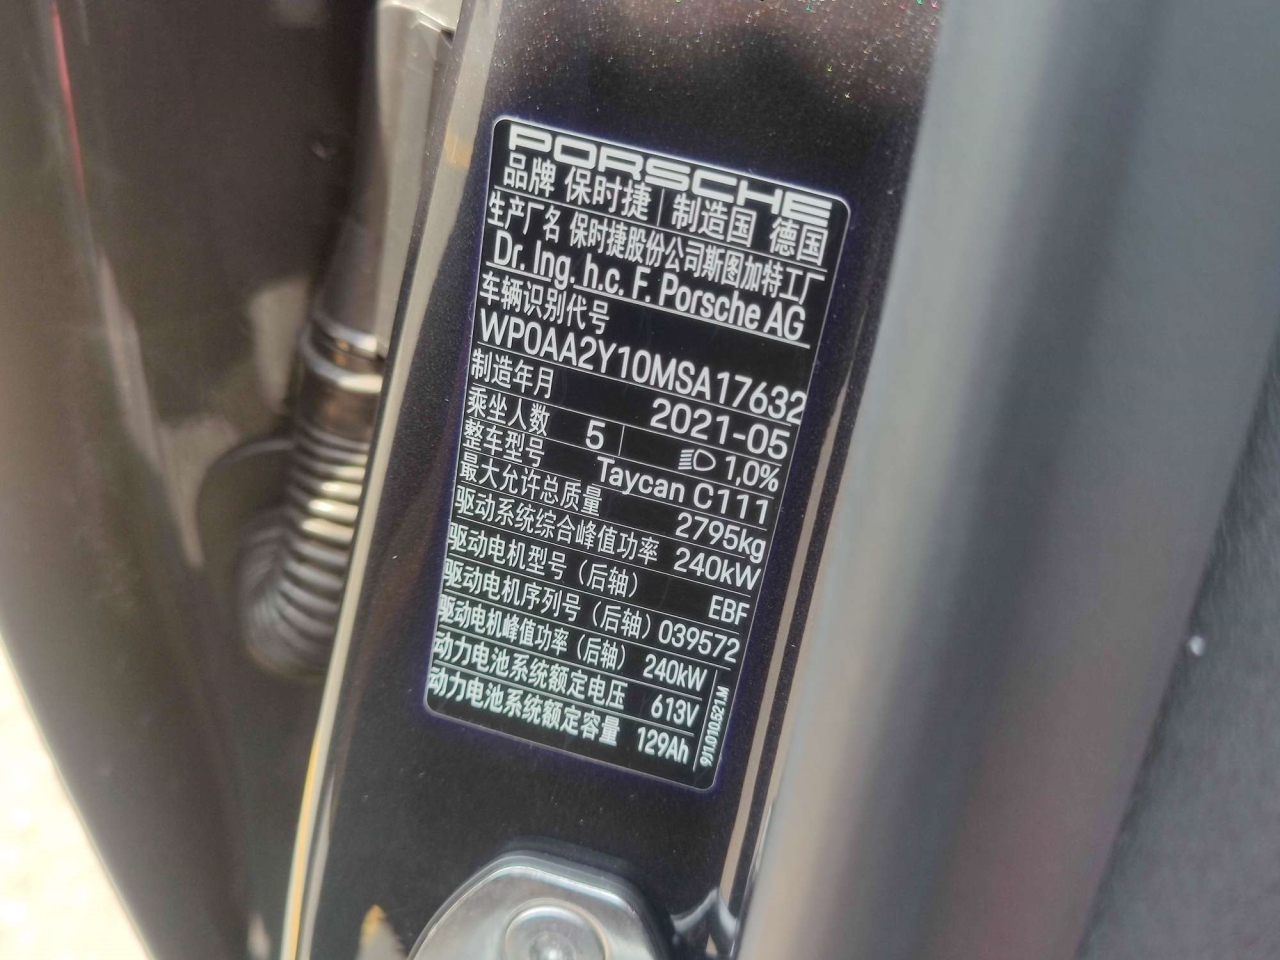 PORSCHE
品牌 保时捷 制造国 德国
生产厂名 保时捷股份公司斯图加特工厂
Dr. Ing. h.c. F. Porsche AG
车辆识别代号
WP0AA2Y10MSA17632
制造年月 2021-05
乘坐人数 5 1,0%
整车型号 Taycan C111
最大允许总质量 2795kg
驱动系统综合峰值功率 240kW
驱动电机型号（后轴） EBF
驱动电机序列号（后轴） 039572
驱动电机峰值功率（后轴） 240kW
动力电池系统额定电压 613V
动力电池系统额定容量 129Ah
9J1.010.521.M